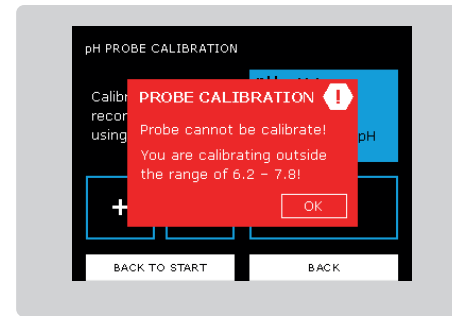 pH PROBE CALIBRATION
PROBE CALIBRATION !
Probe cannot be calibrate!
using
pH
You are calibrating outside
the range of 6.2 – 7.8!
+
OK
BACK TO START
BACK